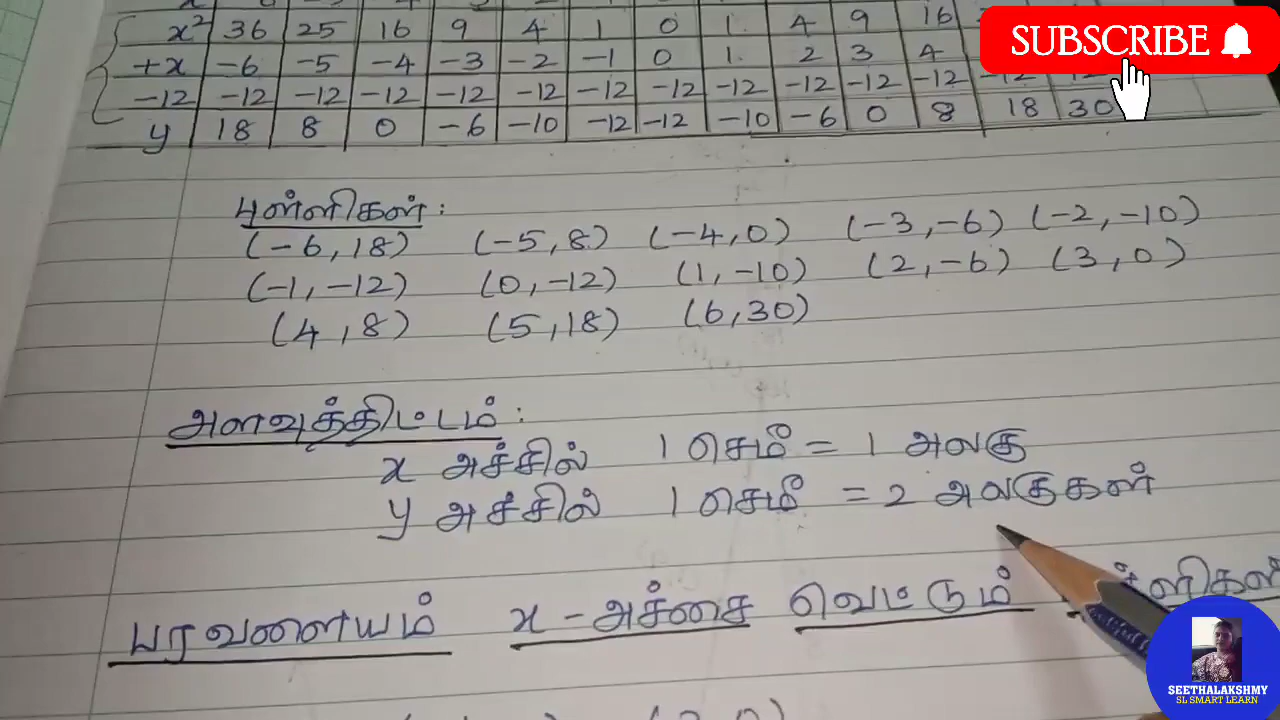 x² 36 25 16 9 4 1 0 1 4 9 16
+x -6 -5 -4 -3 -2 -1 0 1 2 3 4
-12 -12 -12 -12 -12 -12 -12 -12 -12 -12 -12 -12 -12
y 18 8 0 -6 -10 -12 -12 -10 -6 0 8 18 30
SUBSCRIBE
புள்ளிகள் :
(-6, 18) (-5, 8) (-4, 0) (-3, -6) (-2, -10)
(-1, -12) (0, -12) (1, -10) (2, -6) (3, 0)
(4, 8) (5, 18) (6, 30)
அளவுத்திட்டம் :
x அச்சில் 1 செமீ = 1 அலகு
y அச்சில் 1 செமீ = 2 அலகுகள்
பரவளையம் x - அச்சை வெட்டும்
SEETHALAKSHMY
SL SMART LEARN